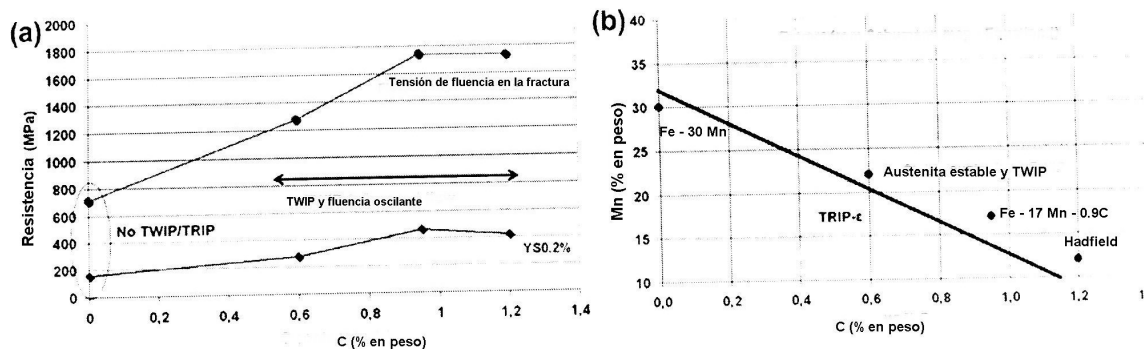 (a)
2000
1800
1600
1400
1200
1000
800
600
400
200
0
Resistencia (MPa)
Tensión de fluencia en la fractura
TWIP y fluencia oscilante
No TWIP/TRIP
YS0.2%
0 0,2 0,4 0,6 0,8 1,0 1,2 1,4
C (% en peso)
(b)
40
35
30
25
20
15
10
Mn (% en peso)
Fe - 30 Mn
Austenita estable y TWIP
TRIP-ε
Fe - 17 Mn - 0.9C
Hadfield
0,0 0,2 0,4 0,6 0,8 1,0 1,2 1
C (% en peso)